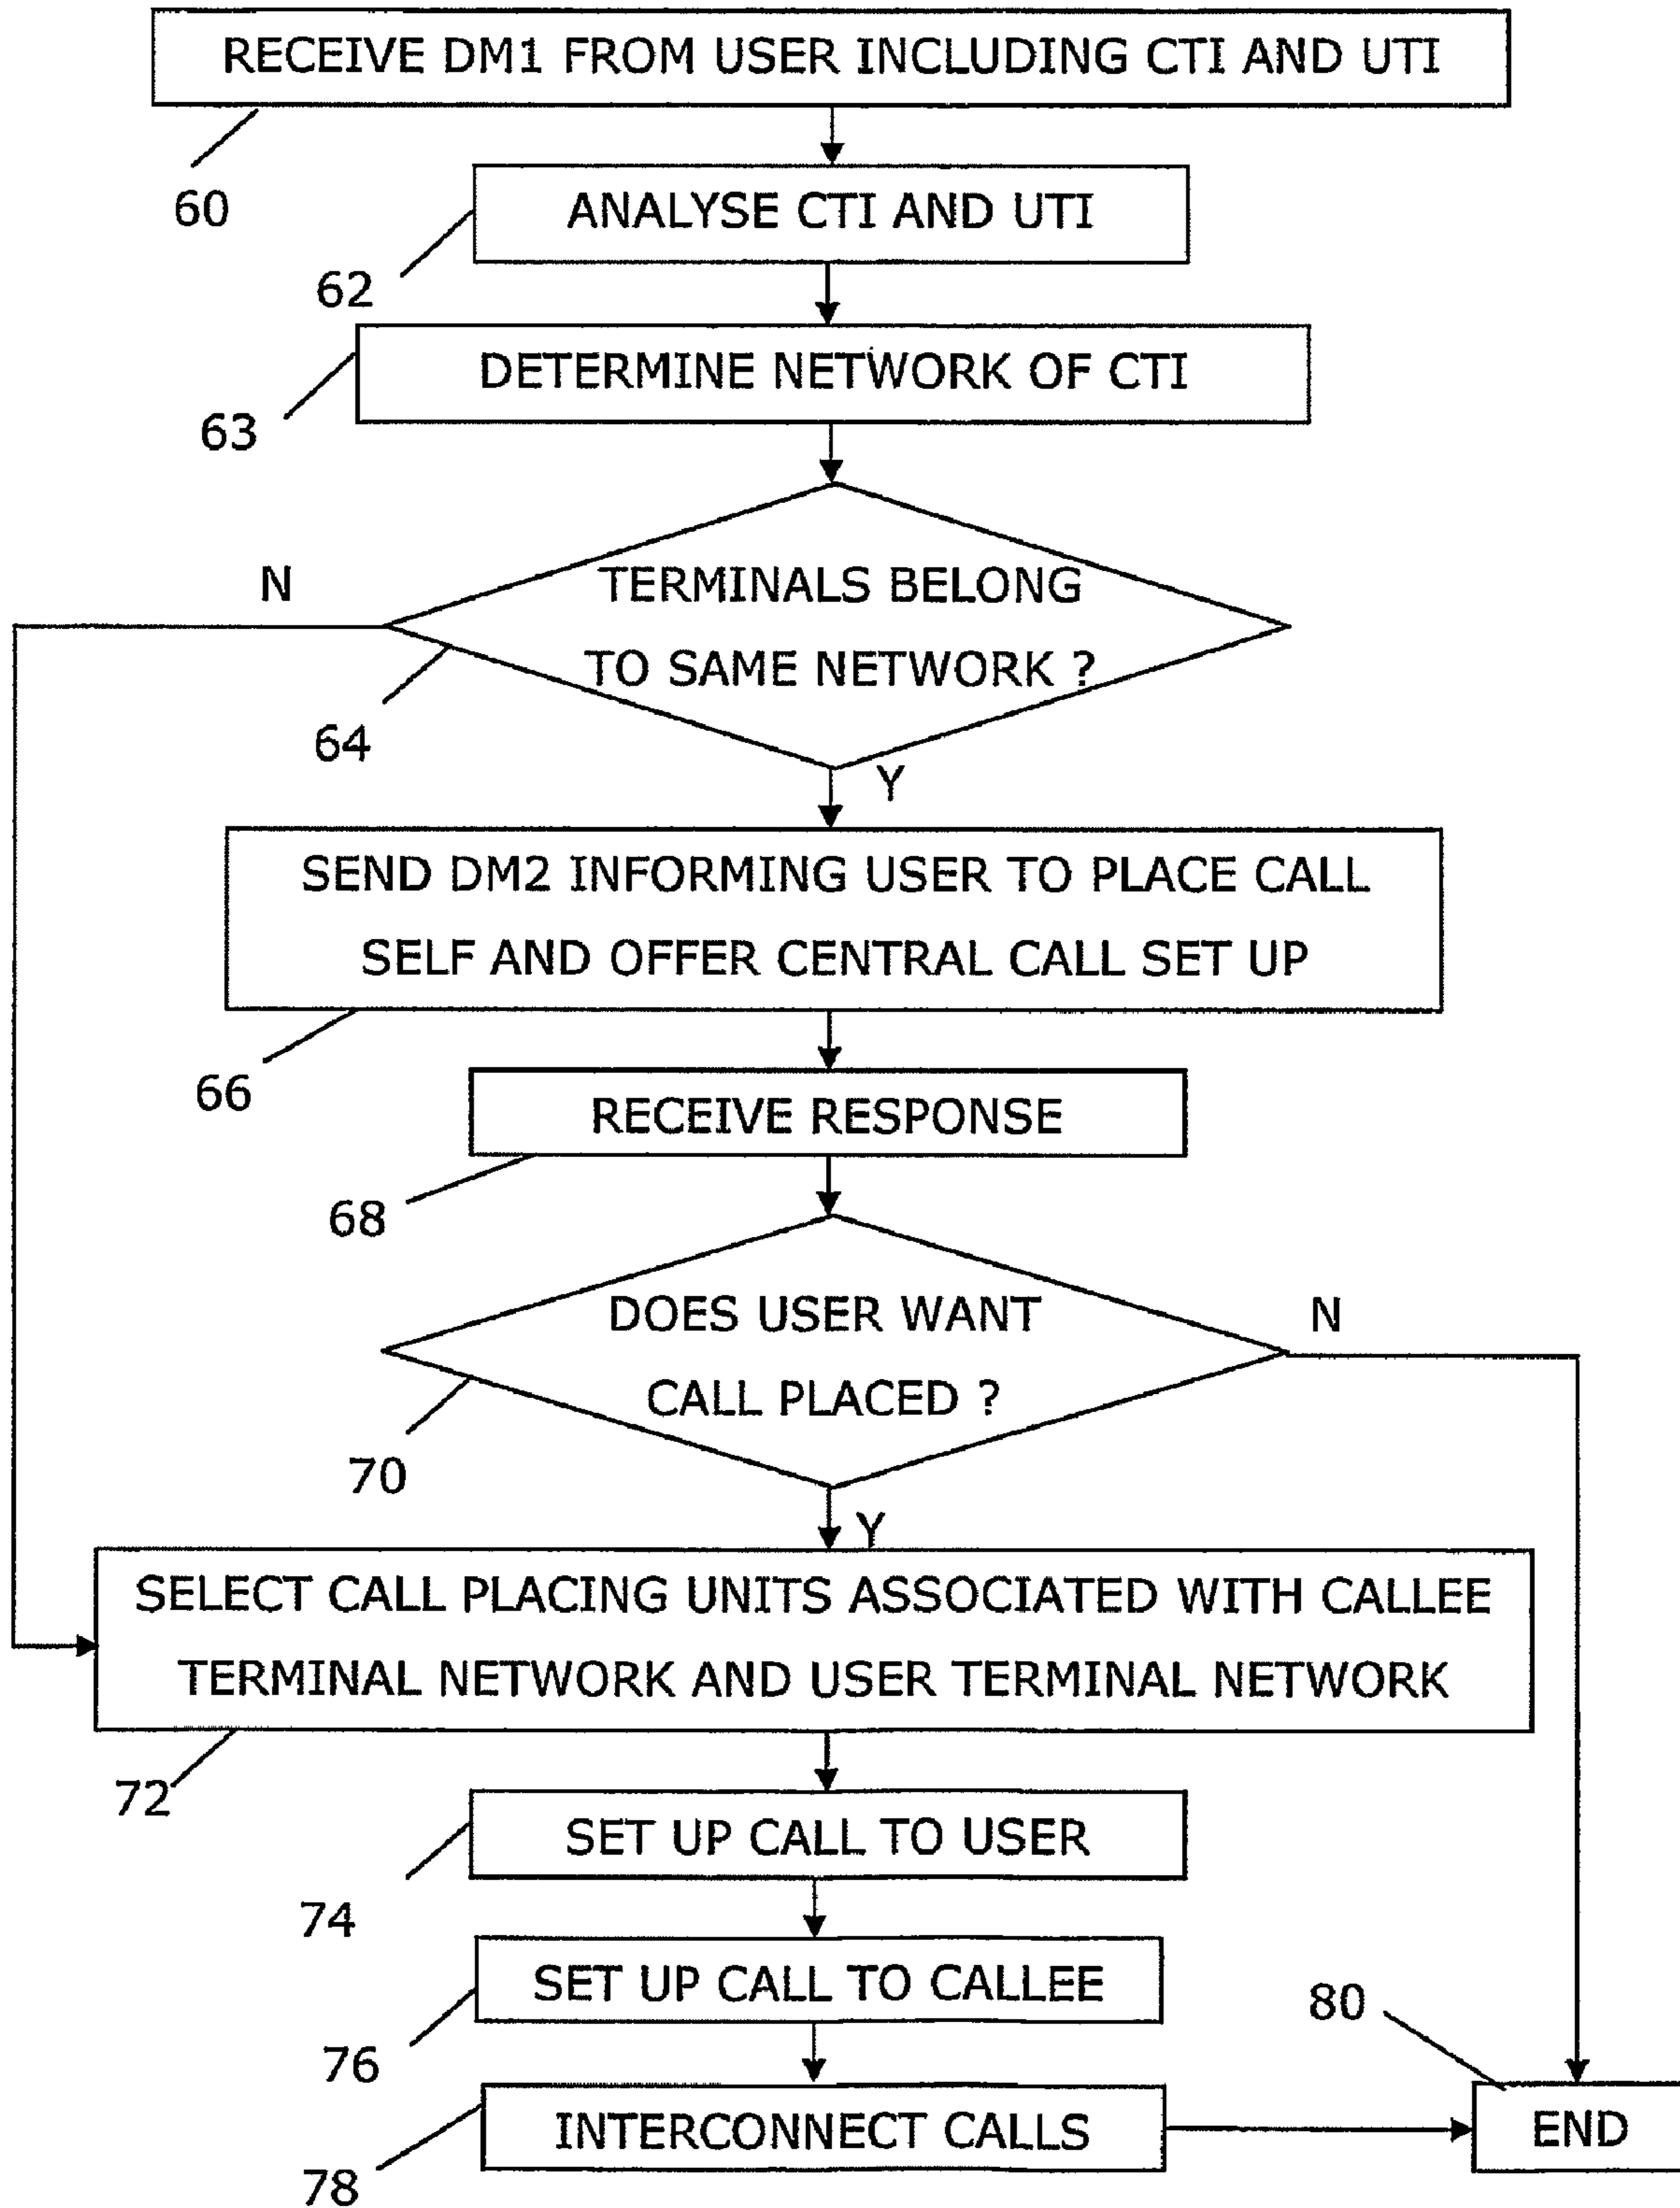 RECEIVE DM1 FROM USER INCLUDING CTI AND UTI
60
ANALYSE CTI AND UTI
62
DETERMINE NETWORK OF CTI
63
N
TERMINALS BELONG
TO SAME NETWORK ?
64
Y
SEND DM2 INFORMING USER TO PLACE CALL
SELF AND OFFER CENTRAL CALL SET UP
66
RECEIVE RESPONSE
68
DOES USER WANT
CALL PLACED ?
N
70
Y
SELECT CALL PLACING UNITS ASSOCIATED WITH CALLEE
TERMINAL NETWORK AND USER TERMINAL NETWORK
72
SET UP CALL TO USER
74
SET UP CALL TO CALLEE
76
80
INTERCONNECT CALLS
END
78